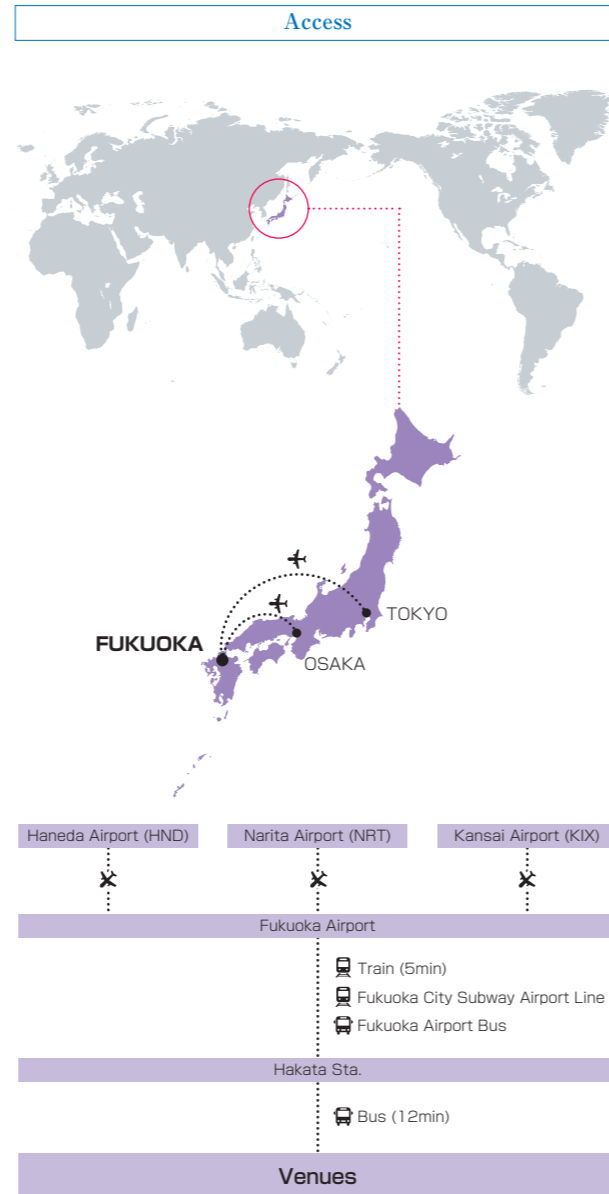 Access
TOKYO
FUKUOKA
OSAKA
Haneda Airport (HND)
Narita Airport (NRT)
Kansai Airport (KIX)
Fukuoka Airport
Train (5min)
Fukuoka City Subway Airport Line
Fukuoka Airport Bus
Hakata Sta.
Bus (12min)
Venues